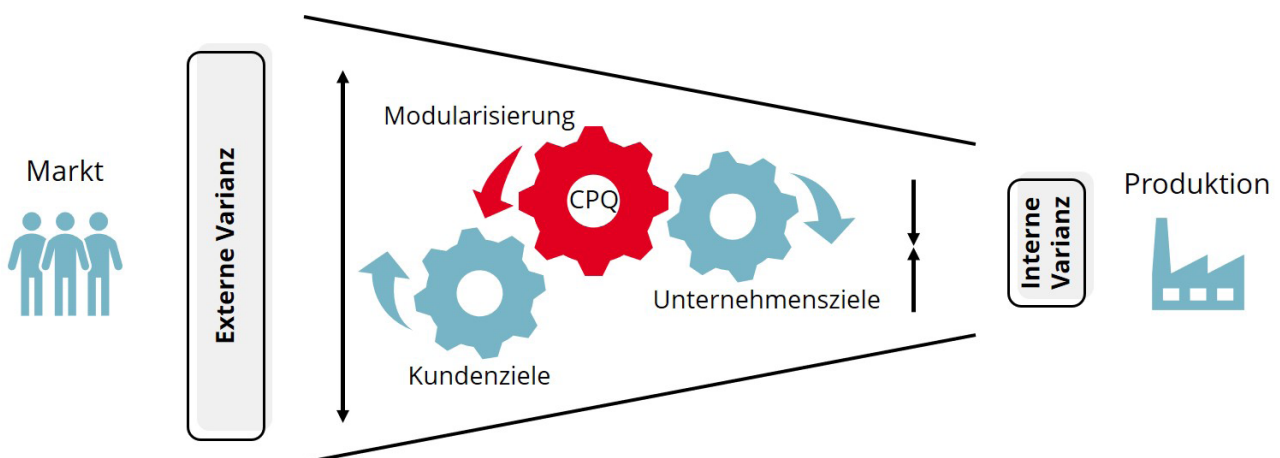 Markt
Externe Varianz
Modularisierung
CPQ
Kundenziele
Unternehmensziele
Interne
Varianz
Produktion